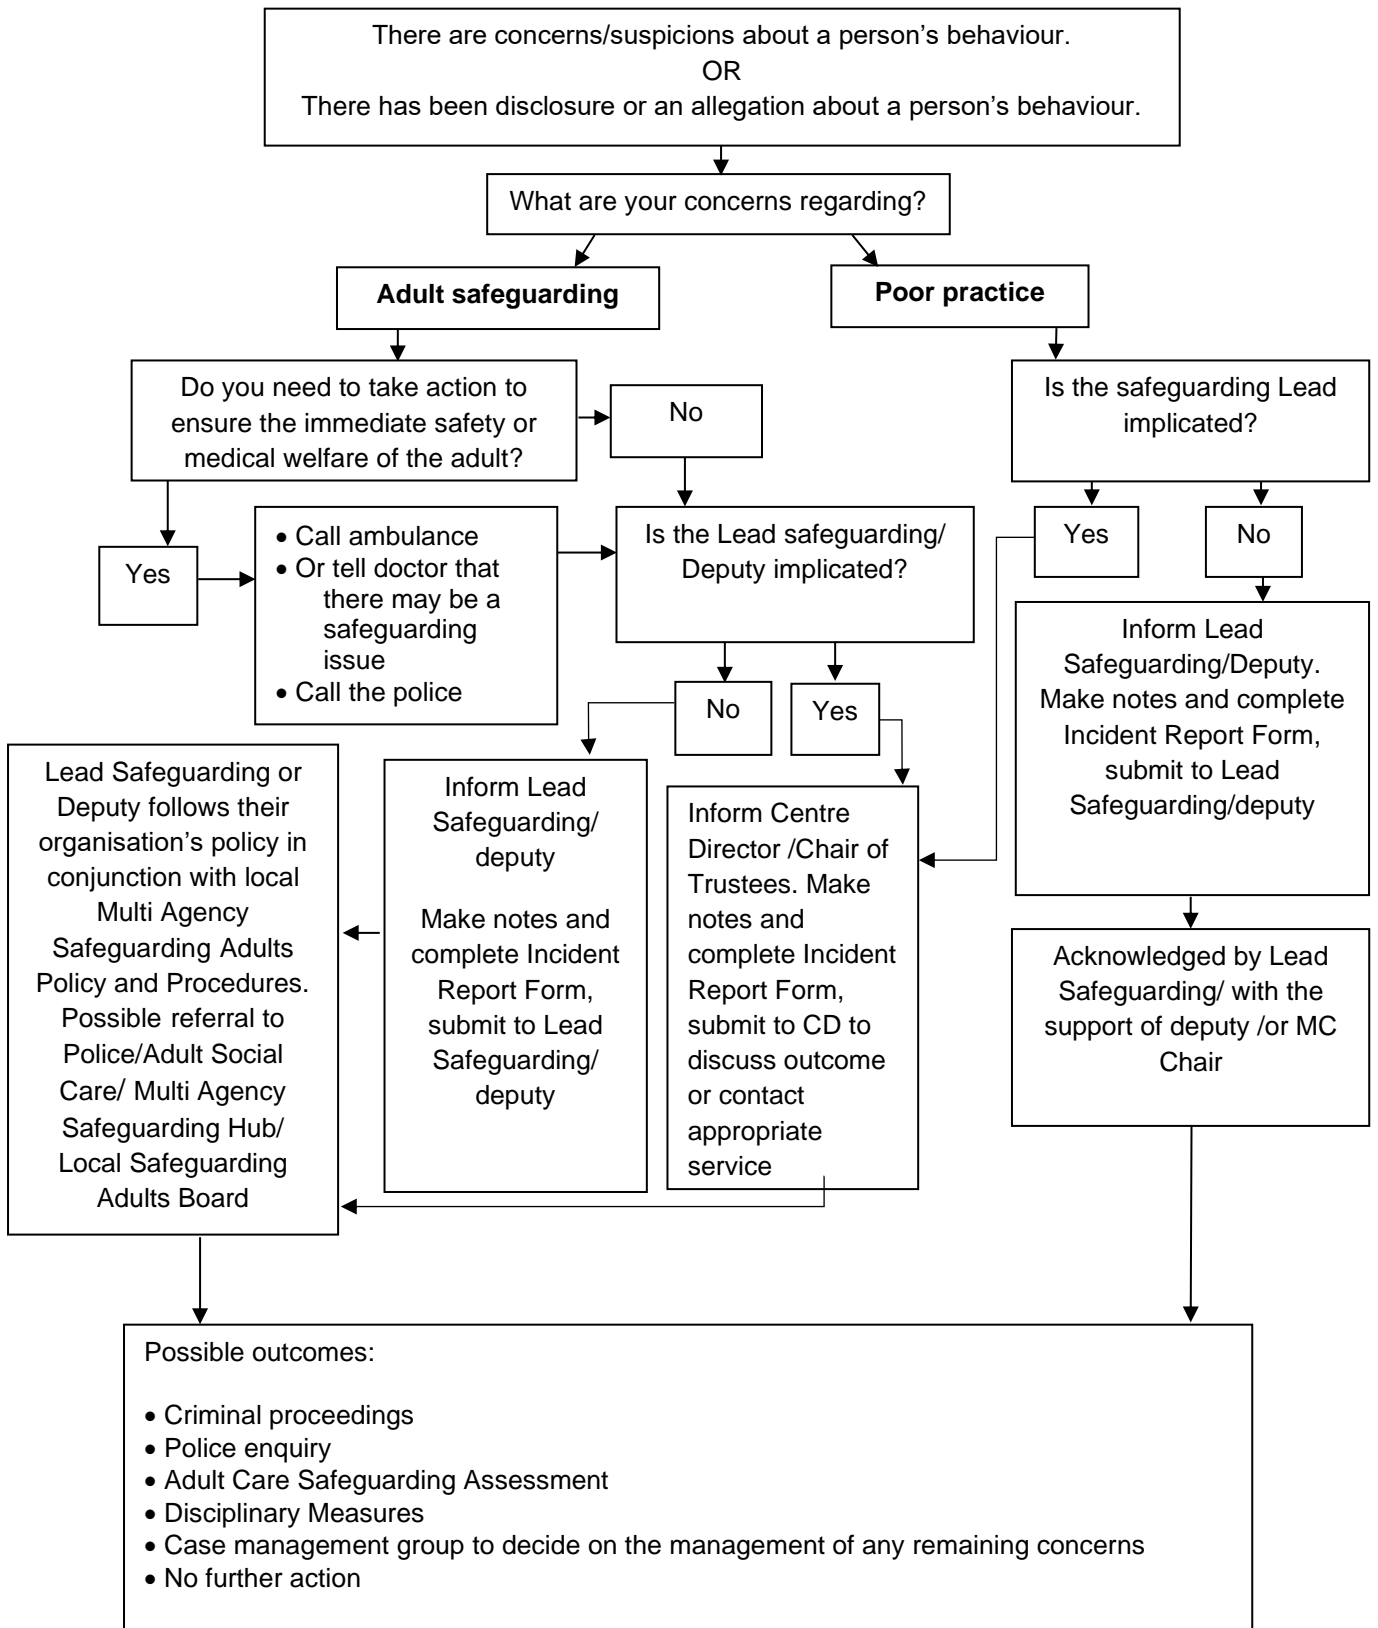 There are concerns/suspicions about a person’s behaviour.
OR
There has been disclosure or an allegation about a person’s behaviour.
What are your concerns regarding?
Adult safeguarding
Poor practice
Do you need to take action to
ensure the immediate safety or
medical welfare of the adult?
No
Is the safeguarding Lead
implicated?
Yes
• Call ambulance
• Or tell doctor that
there may be a
safeguarding
issue
• Call the police
Is the Lead safeguarding/
Deputy implicated?
Yes
No
No
Yes
Inform Lead
Safeguarding/Deputy.
Make notes and complete
Incident Report Form,
submit to Lead
Safeguarding/deputy
Lead Safeguarding or
Deputy follows their
organisation’s policy in
conjunction with local
Multi Agency
Safeguarding Adults
Policy and Procedures.
Possible referral to
Police/Adult Social
Care/ Multi Agency
Safeguarding Hub/
Local Safeguarding
Adults Board
Inform Lead
Safeguarding/
deputy
Make notes and
complete Incident
Report Form,
submit to Lead
Safeguarding/
deputy
Inform Centre
Director /Chair of
Trustees. Make
notes and
complete Incident
Report Form,
submit to CD to
discuss outcome
or contact
appropriate
service
Acknowledged by Lead
Safeguarding/ with the
support of deputy /or MC
Chair
Possible outcomes:
• Criminal proceedings
• Police enquiry
• Adult Care Safeguarding Assessment
• Disciplinary Measures
• Case management group to decide on the management of any remaining concerns
• No further action